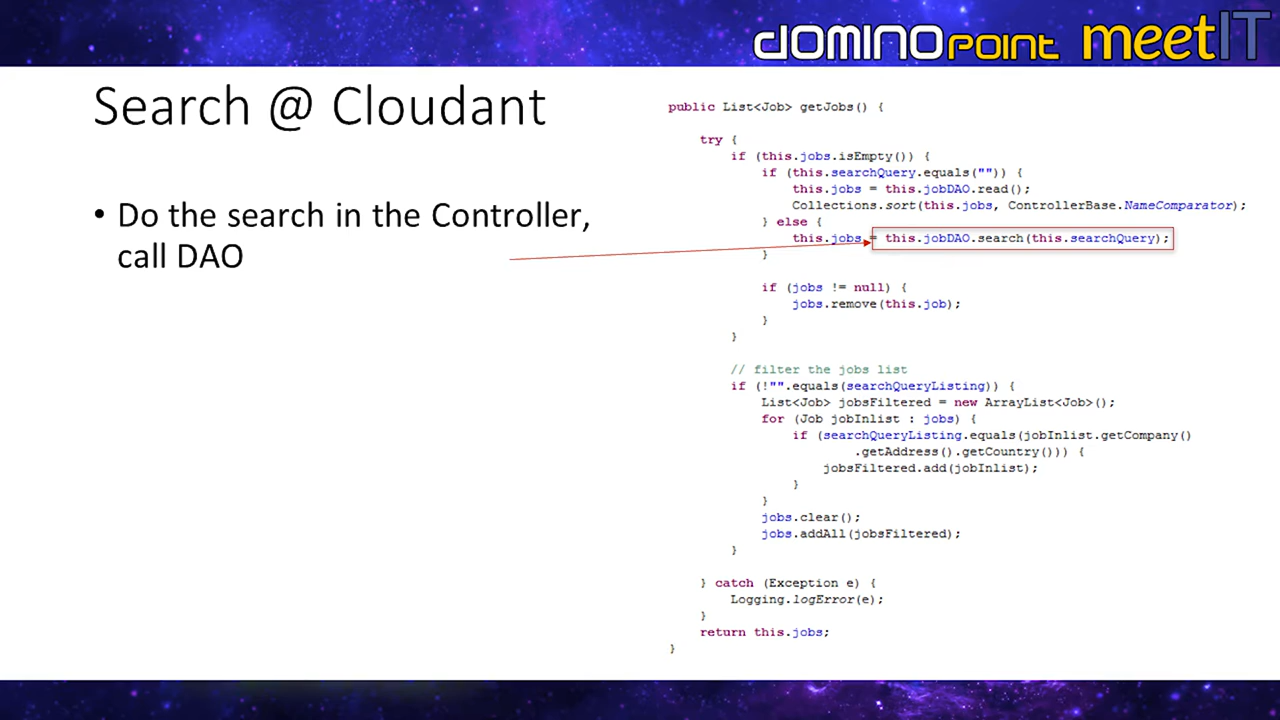 dominopoint meetIT
Search @ Cloudant
• Do the search in the Controller,
call DAO
public List<Job> getJobs() {
try {
if (this.jobs.isEmpty()) {
if (this.searchQuery.equals("")) {
this.jobs = this.jobDAO.read();
Collections.sort(this.jobs, ControllerBase.NameComparator);
} else {
this.jobs = this.jobDAO.search(this.searchQuery);
}
if (jobs != null) {
jobs.remove(this.job);
}
}
// filter the jobs list
if (!"".equals(searchQueryListing)) {
List<Job> jobsFiltered = new ArrayList<Job>();
for (Job jobInlist : jobs) {
if (searchQueryListing.equals(jobInlist.getCompany()
.getAddress().getCountry())) {
jobsFiltered.add(jobInlist);
}
}
jobs.clear();
jobs.addAll(jobsFiltered);
}
} catch (Exception e) {
Logging.logError(e);
}
return this.jobs;
}